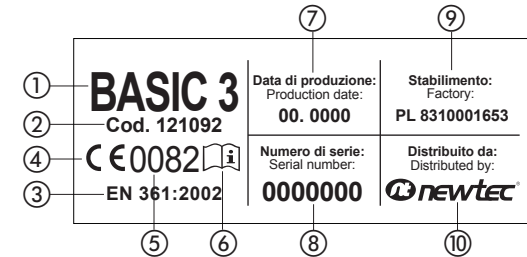 ⑦
⑨
① BASIC 3
② Cod. 121092
④ CE0082
③ EN 361:2002
⑤
⑥
Data di produzione:
Production date:
00. 0000
Numero di serie:
Serial number:
0000000
⑧
Stabilimento:
Factory:
PL 8310001653
Distribuito da:
Distributed by:
newtec
⑩